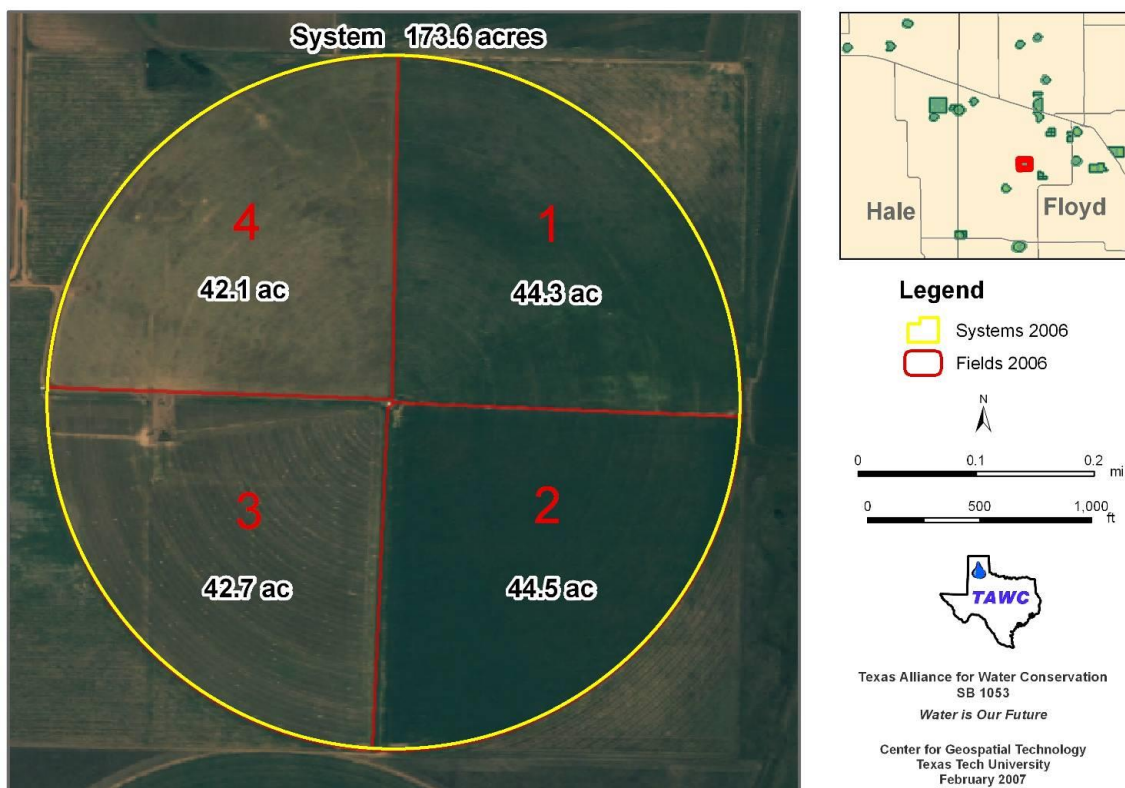 System 173.6 acres
4
42.1 ac
1
44.3 ac
3
42.7 ac
2
44.5 ac
Hale
Floyd
Legend
Systems 2006
Fields 2006
N
0 0.1 0.2
mi
0 500 1,000
ft
TAWC
Texas Alliance for Water Conservation
SB 1053
Water is Our Future
Center for Geospatial Technology
Texas Tech University
February 2007